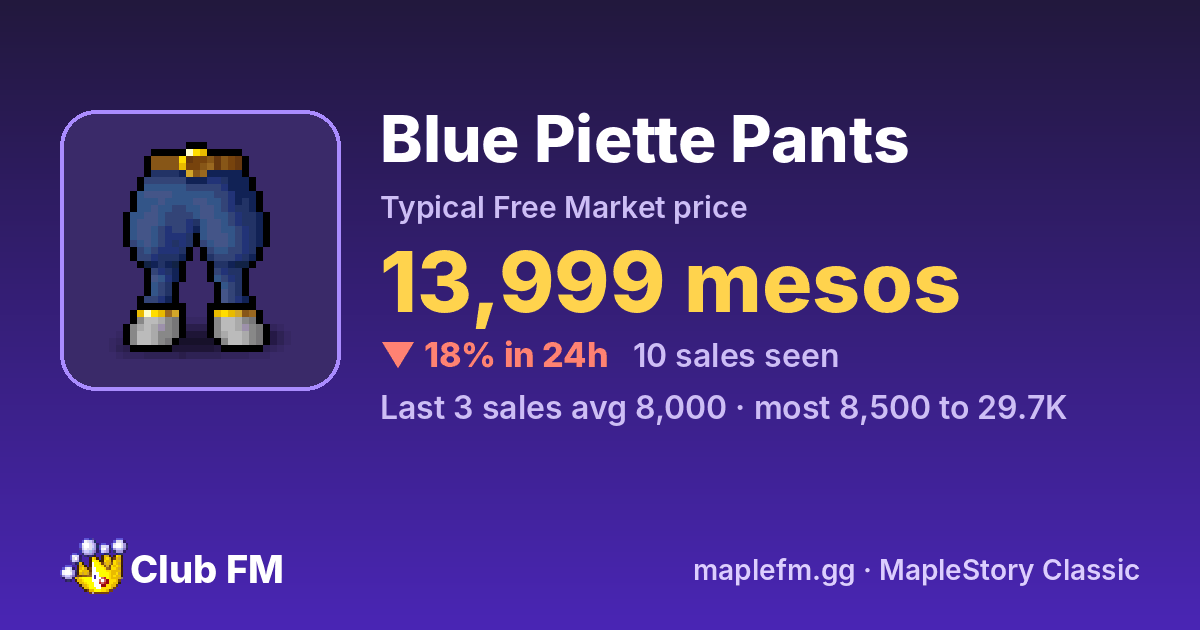 Blue Piette Pants
Typical Free Market price
13,999 mesos
▼ 18% in 24h 10 sales seen
Last 3 sales avg 8,000 · most 8,500 to 29.7K
Club FM
maplefm.gg · MapleStory Classic